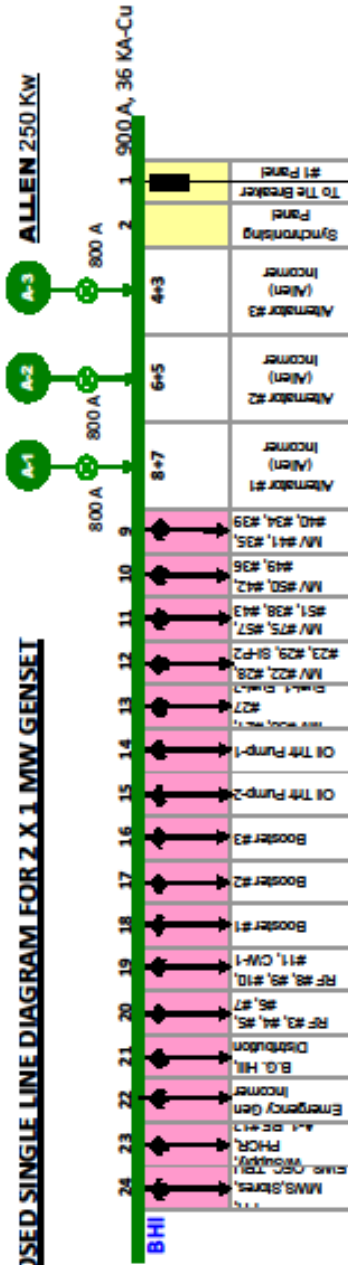 OSED SINGLE LINE DIAGRAM FOR 2 X 1 MW GENSET
ALLEN 250 Kw
A-1
A-2
A-3
800 A
800 A
800 A
900 A, 36 KA-Cu
BHI
24
23
22
21
20
19
18
17
16
15
14
13
12
11
10
9
8+7
6+5
4+3
2
1
MWS,Stores,
W/supply,
PHCR,
Emergency Gen
Incomer
B.G. Hill,
Distribution
RF #3, #4, #5,
#6, #7
RF #8, #9, #10,
#11, CW-1
Booster#1
Booster#2
Booster#3
Oil Trfr Pump-2
Oil Trfr Pump-1
#27
MV #22, #28,
#23, #29, SI-P2
MV #75, #57,
#51, #38, #43
MV #50, #42,
#49, #36
MV #41, #35,
#40, #34, #39
Alternator #1
(Allen)
Incomer
Alternator #2
(Allen)
Incomer
Alternator #3
(Allen)
Incomer
Synchronising
Panel
To Tie Breaker
#1 Panel